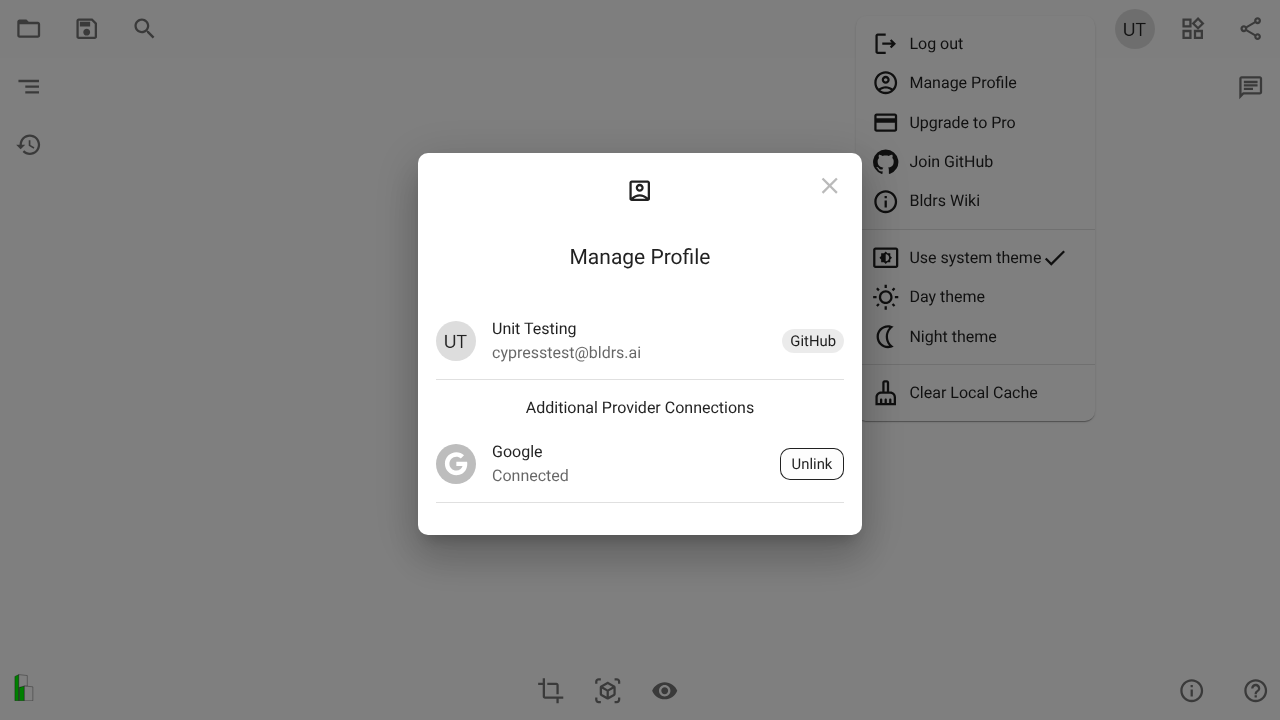 UT
Log out
Manage Profile
Upgrade to Pro
Join GitHub
Bldrs Wiki
Use system theme
Day theme
Night theme
Clear Local Cache
Manage Profile
UT
Unit Testing
cypresstest@bldrs.ai
GitHub
Additional Provider Connections
Google
Connected
Unlink